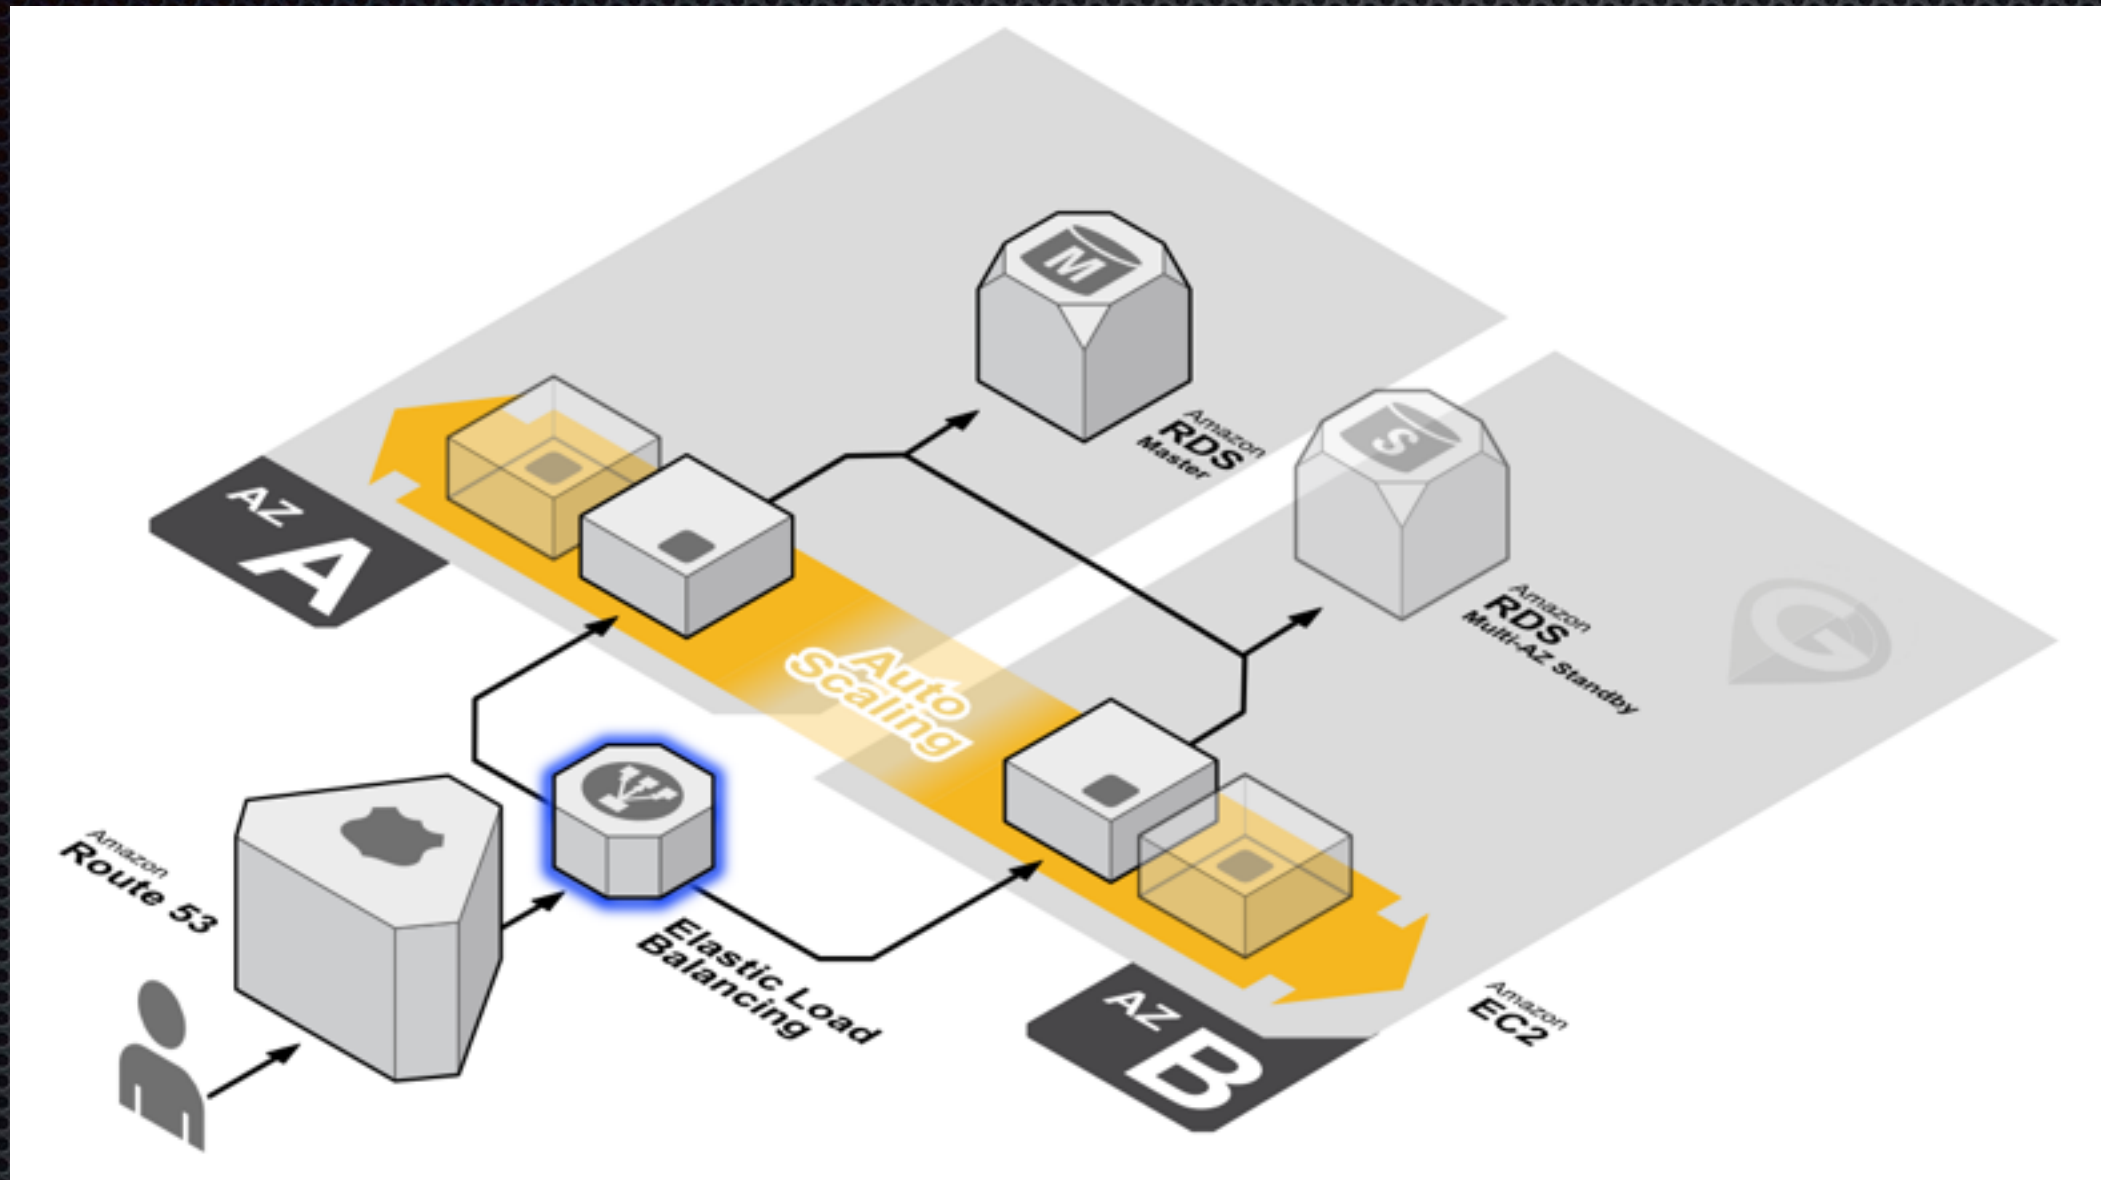 M
Amazon
RDS
Master
S
Amazon
RDS
Multi-AZ Standby
G
AZ
A
Auto
Scaling
Amazon
Route 53
Elastic Load
Balancing
AZ
B
Amazon
EC2